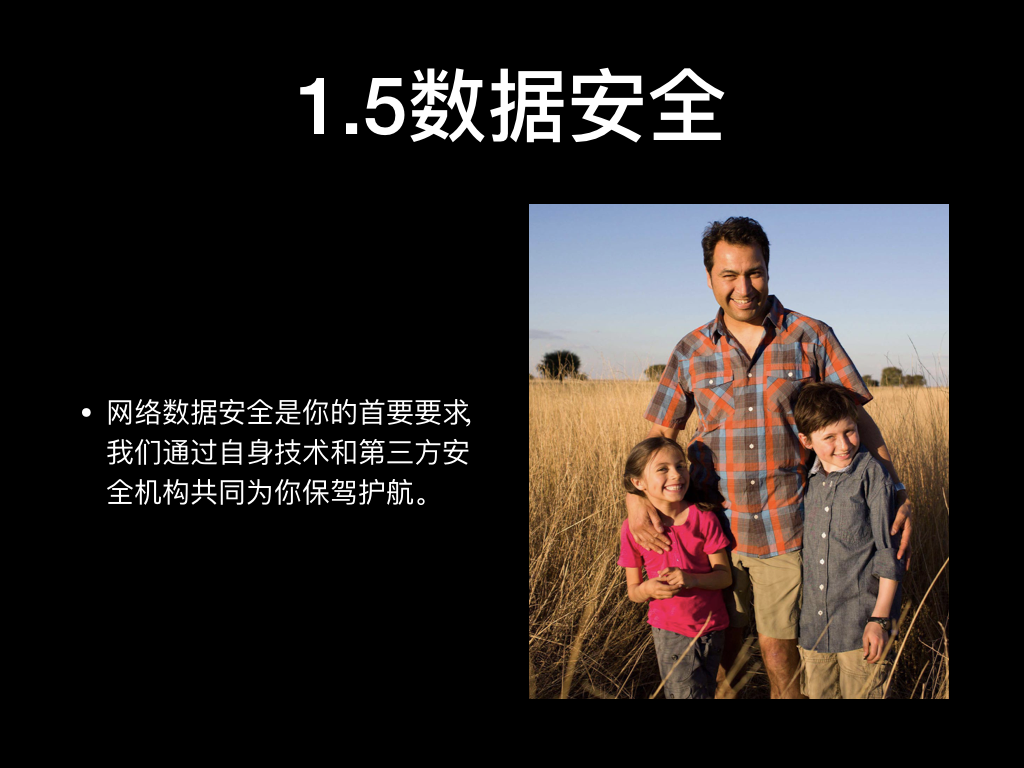 1.5数据安全
• 网络数据安全是你的首要要求,
我们通过自身技术和第三方安
全机构共同为你保驾护航。